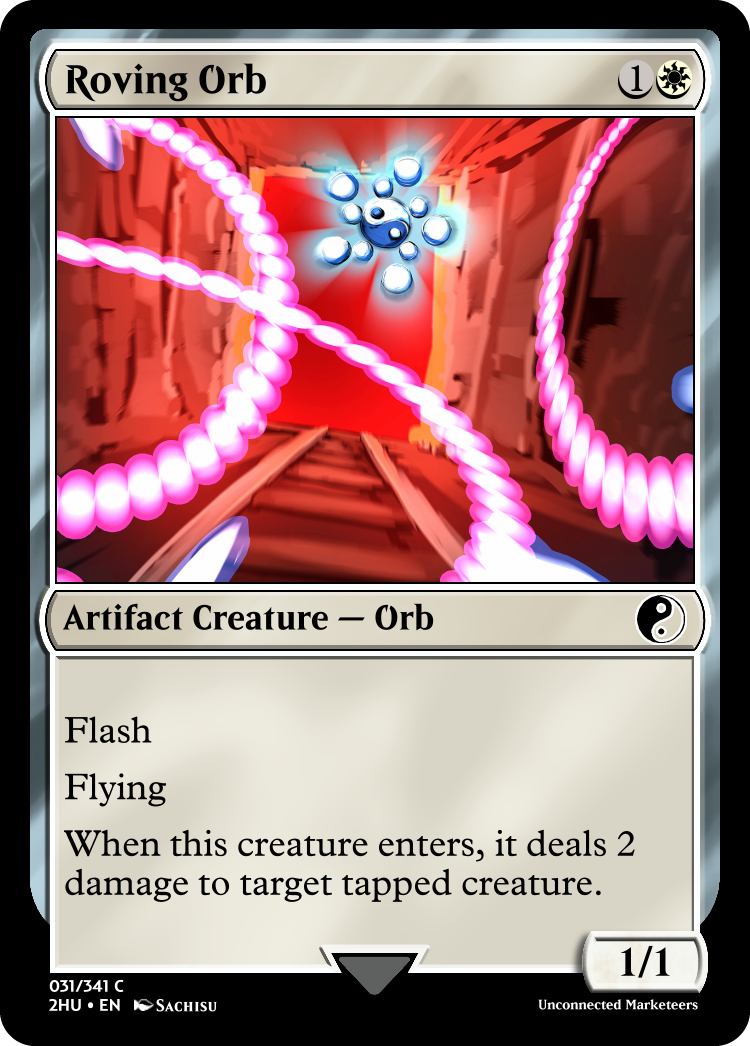 Roving Orb 1
Artifact Creature — Orb
Flash
Flying
When this creature enters, it deals 2
damage to target tapped creature.
1/1
031/341 C
2HU • EN Sachisu
Unconnected Marketeers